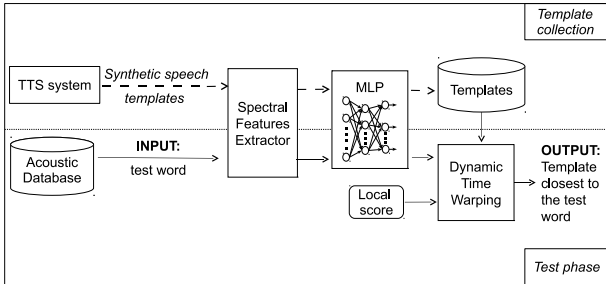 Template
collection
TTS system
Synthetic speech
templates
Spectral
Features
Extractor
MLP
Templates
Acoustic
Database
INPUT:
test word
Local
score
Dynamic
Time
Warping
OUTPUT:
Template
closest to
the test
word
Test phase